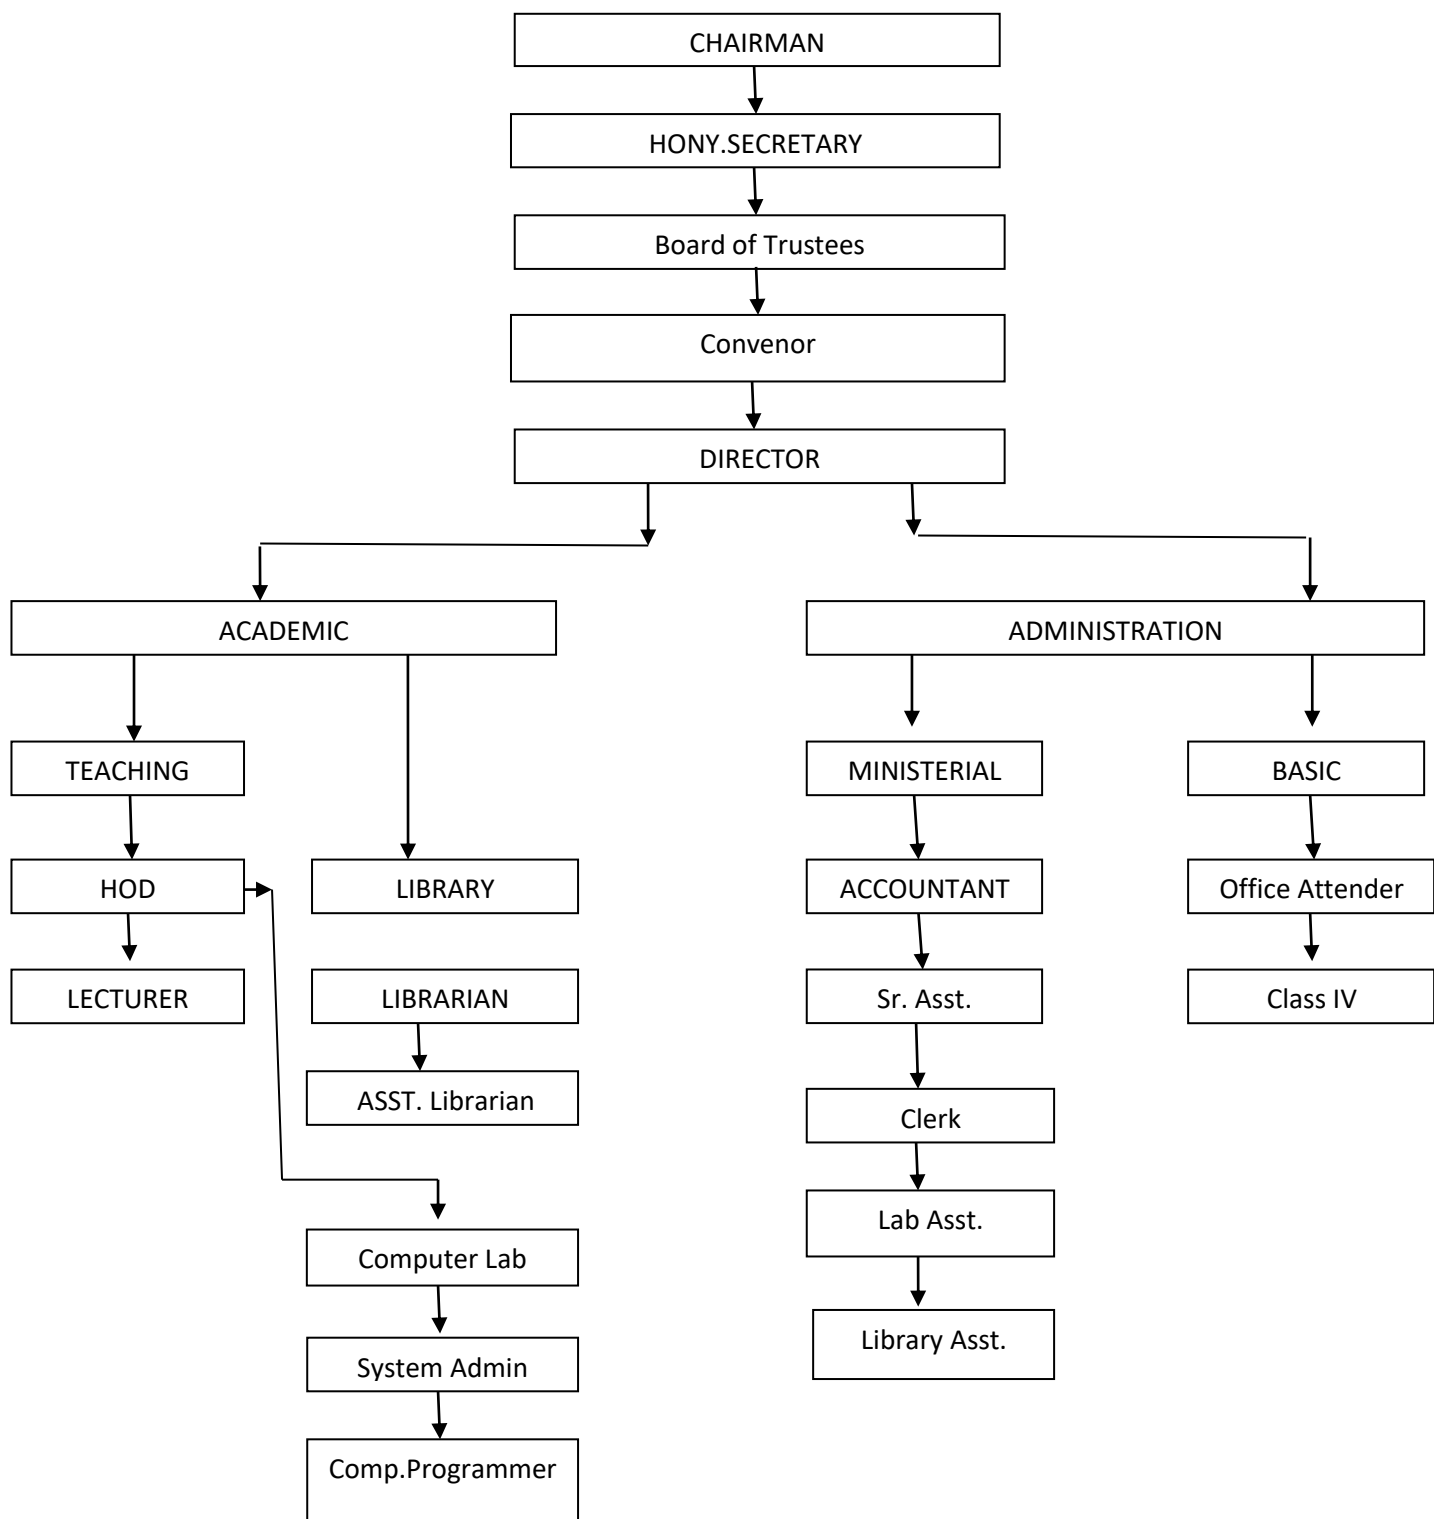 CHAIRMAN
HONY.SECRETARY
Board of Trustees
Convenor
DIRECTOR
ACADEMIC
ADMINISTRATION
TEACHING
MINISTERIAL
BASIC
HOD
LIBRARY
ACCOUNTANT
Office Attender
LECTURER
LIBRARIAN
Sr. Asst.
Class IV
ASST. Librarian
Clerk
Lab Asst.
Computer Lab
Library Asst.
System Admin
Comp.Programmer